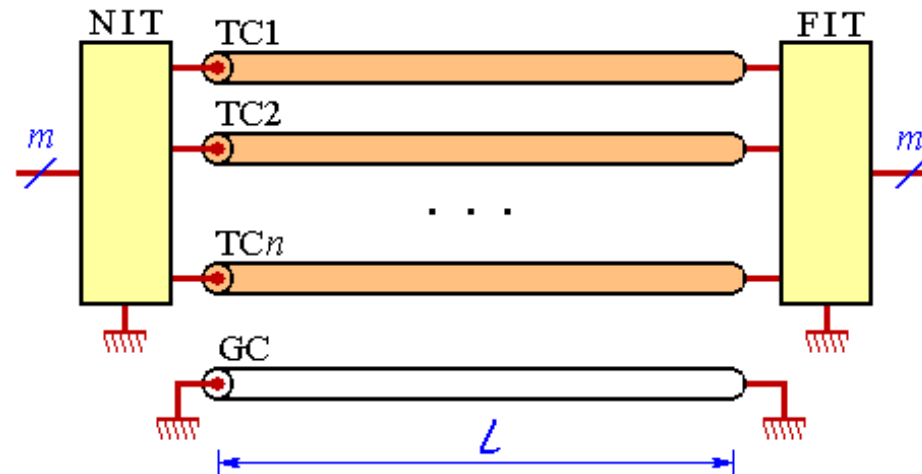 NIT
FIT
TC1
TC2
m
m
. . .
TCn
GC
L